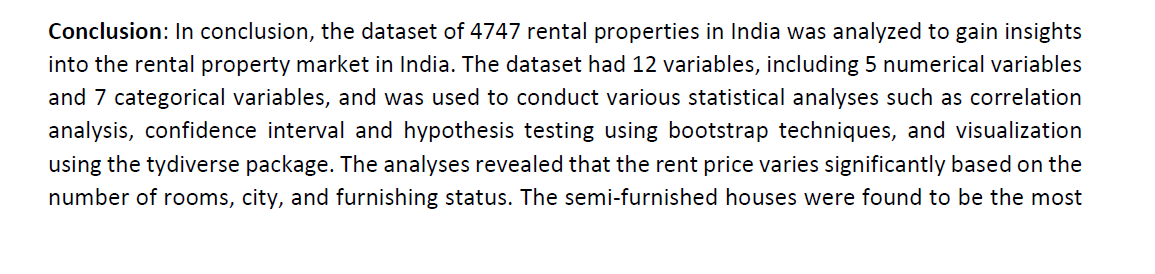 Conclusion: In conclusion, the dataset of 4747 rental properties in India was analyzed to gain insights
into the rental property market in India. The dataset had 12 variables, including 5 numerical variables
and 7 categorical variables, and was used to conduct various statistical analyses such as correlation
analysis, confidence interval and hypothesis testing using bootstrap techniques, and visualization
using the tydiverse package. The analyses revealed that the rent price varies significantly based on the
number of rooms, city, and furnishing status. The semi-furnished houses were found to be the most